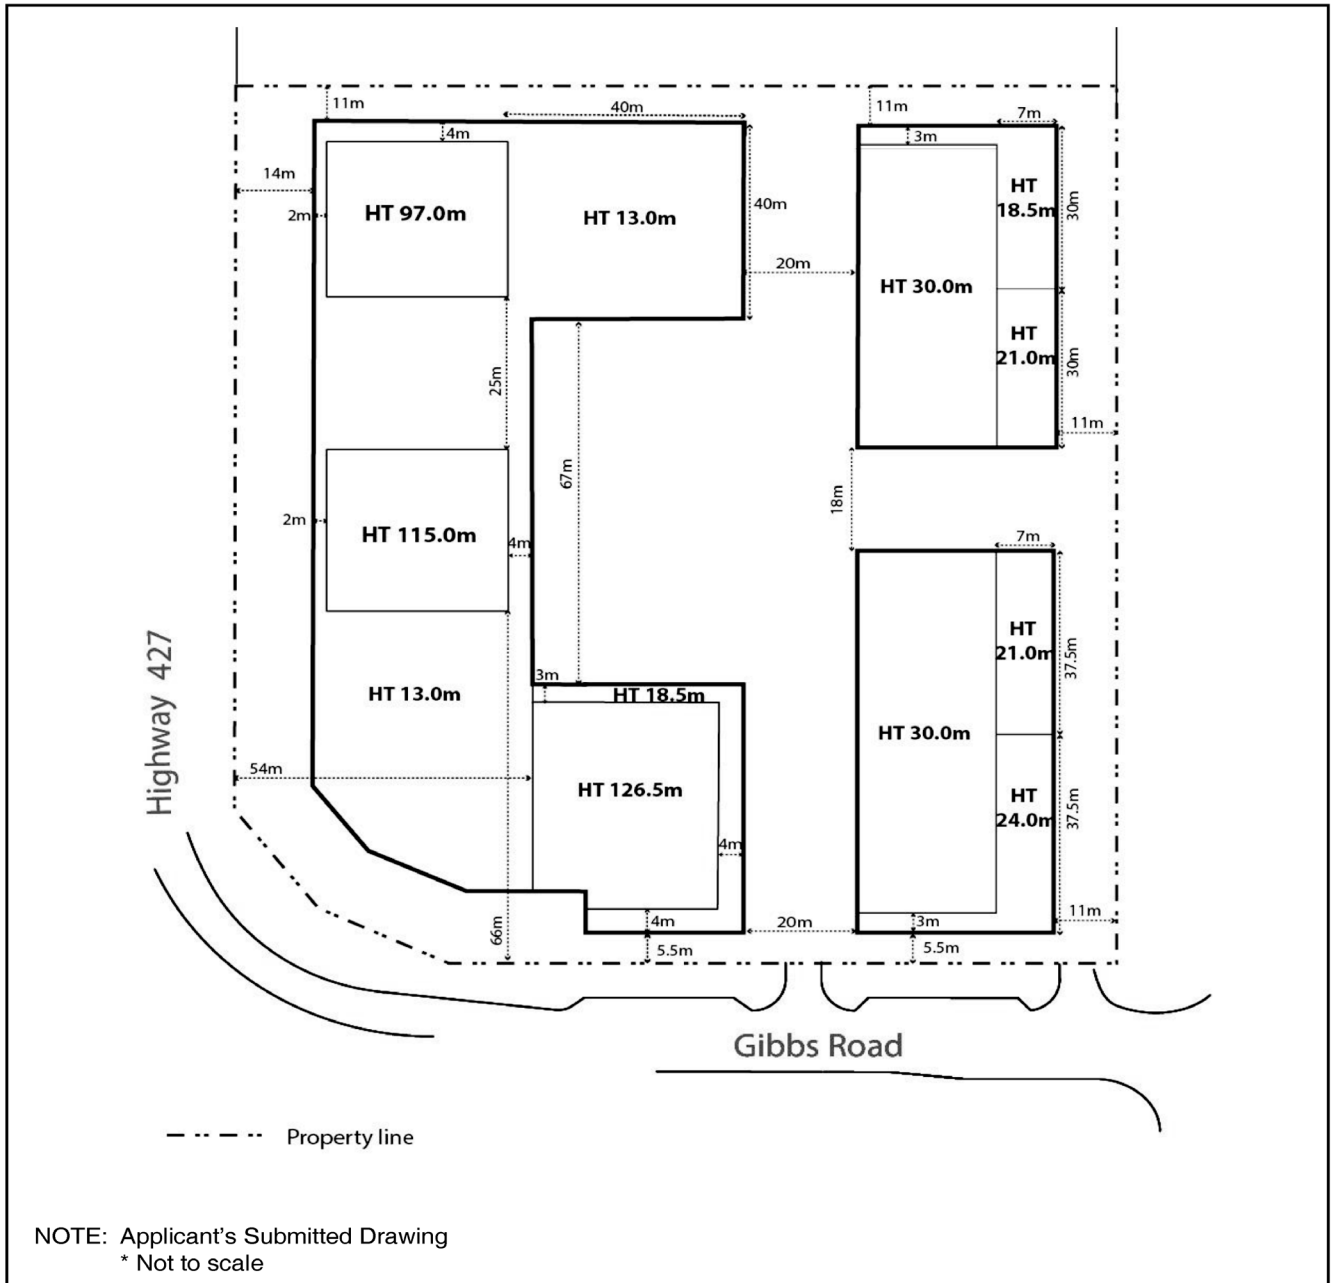 11m
40m
11m
7m
4m
3m
14m
HT
18.5m
30m
40m
2m
HT 97.0m
HT 13.0m
20m
HT 30.0m
HT
21.0m
30m
25m
11m
67m
18m
2m
HT 115.0m
4m
7m
HT
21.0m
37.5m
Highway 427
HT 13.0m
3m
HT 18.5m
HT 30.0m
54m
HT 126.5m
HT
24.0m
37.5m
4m
66m
4m
20m
3m
11m
5.5m
5.5m
Gibbs Road
Property line
NOTE: Applicant's Submitted Drawing
* Not to scale